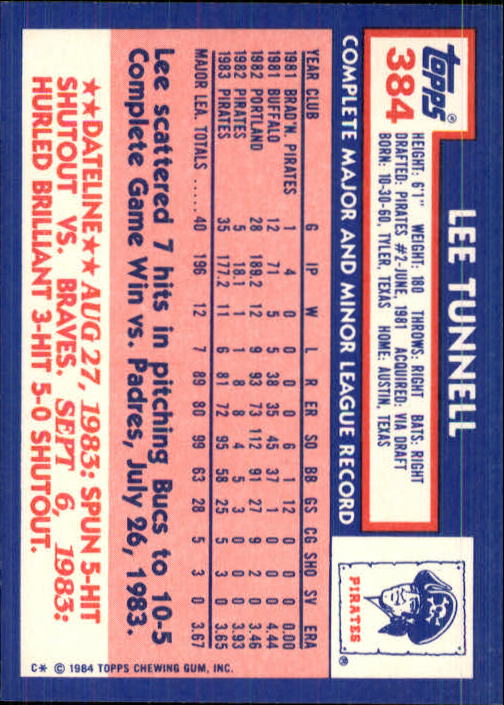 topps®
384
LEE TUNNELL
HEIGHT: 6'1" WEIGHT: 180 THROWS: RIGHT BATS: RIGHT
DRAFTED: PIRATES #2-JUNE, 1981 ACQUIRED: VIA DRAFT
BORN: 10-30-60, TYLER, TEXAS HOME: AUSTIN, TEXAS
COMPLETE MAJOR AND MINOR LEAGUE RECORD
PIRATES
®
YEAR CLUB G IP W L R ER SO BB GS CG SHO SV ERA
1981 BRAD'N. PIRATES 1 4 0 0 0 0 6 1 1 0 0 0 0.00
1981 BUFFALO 12 71 5 5 38 35 45 37 12 1 0 0 4.44
1982 PORTLAND 28 189.2 12 9 93 73 112 91 27 9 2 0 3.46
1982 PIRATES 5 18.1 1 1 8 8 4 5 3 0 0 0 3.93
1983 PIRATES 35 177.2 11 6 81 72 95 58 25 5 3 0 3.65
MAJOR LEA. TOTALS ..... 40 196 12 7 89 80 99 63 28 5 3 0 3.67
Lee scattered 7 hits in pitching Bucs to 10-5
Complete Game Win vs. Padres, July 26, 1983.
★★DATELINE★★ AUG 27, 1983: SPUN 5-HIT
SHUTOUT VS. BRAVES. SEPT 6, 1983:
HURLED BRILLIANT 3-HIT 5-0 SHUTOUT.
C* © 1984 TOPPS CHEWING GUM, INC.